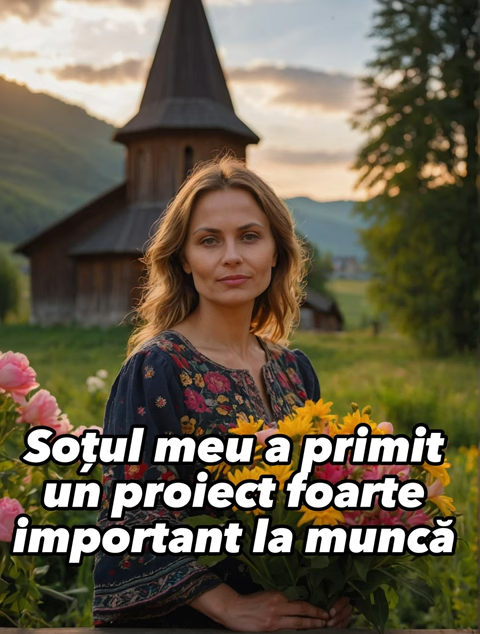 Soțul meu a primit
un proiect foarte
important la muncă